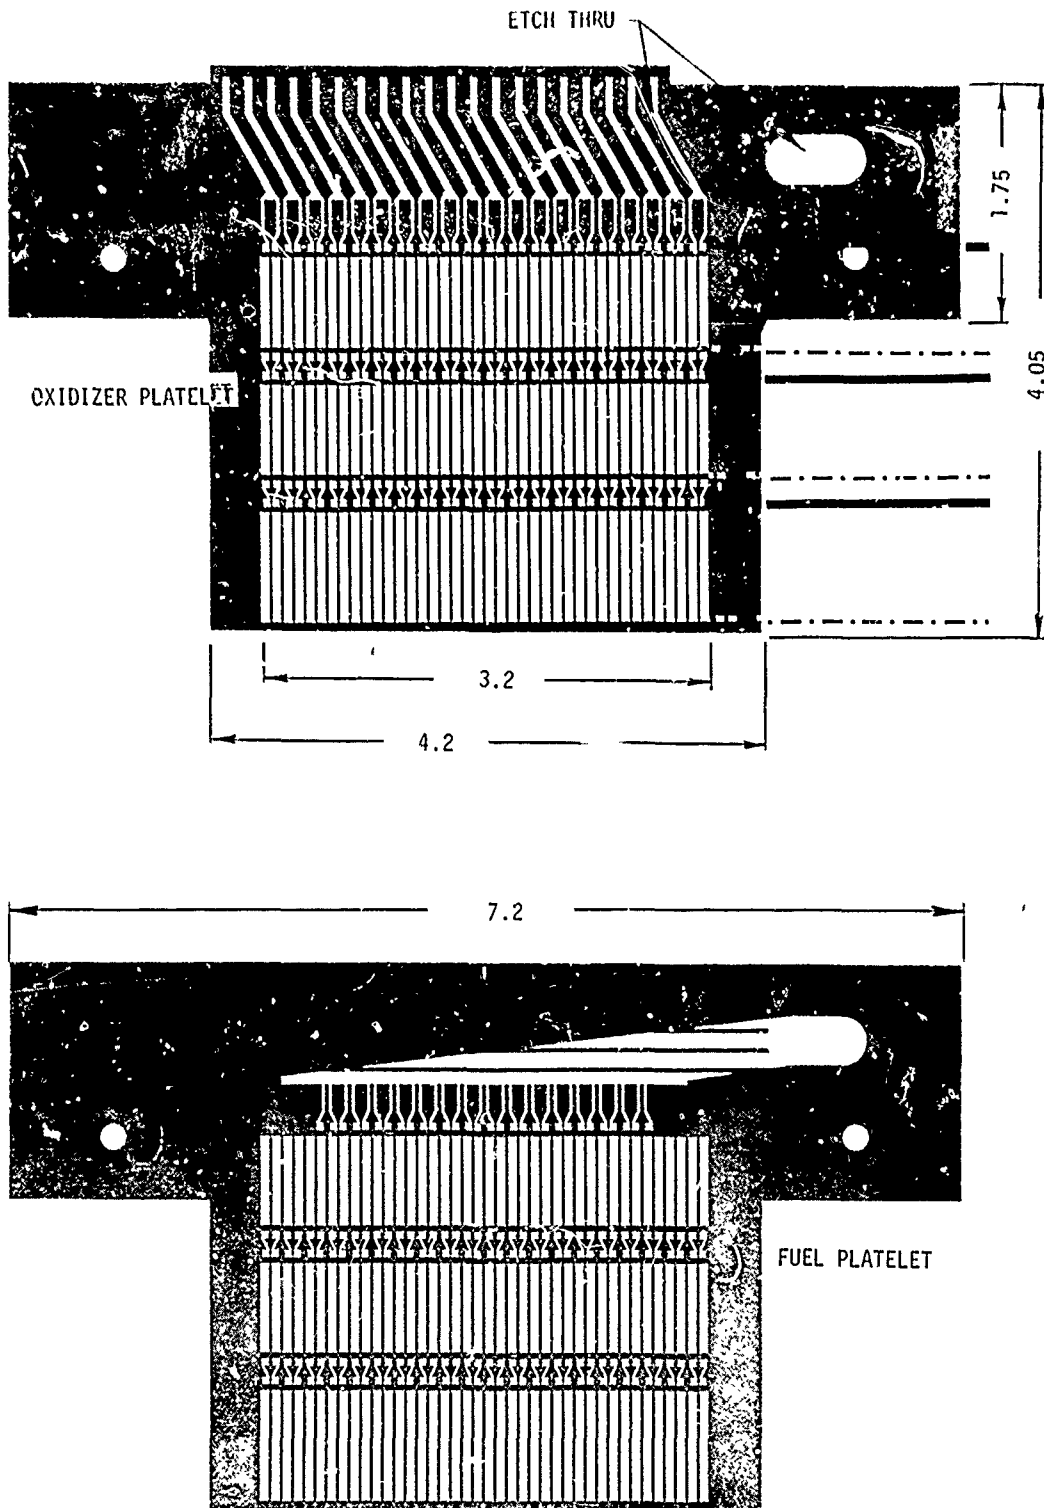 ETCH THRU
1.75
4.05
OXIDIZER PLATELET
3.2
4.2
7.2
FUEL PLATELET